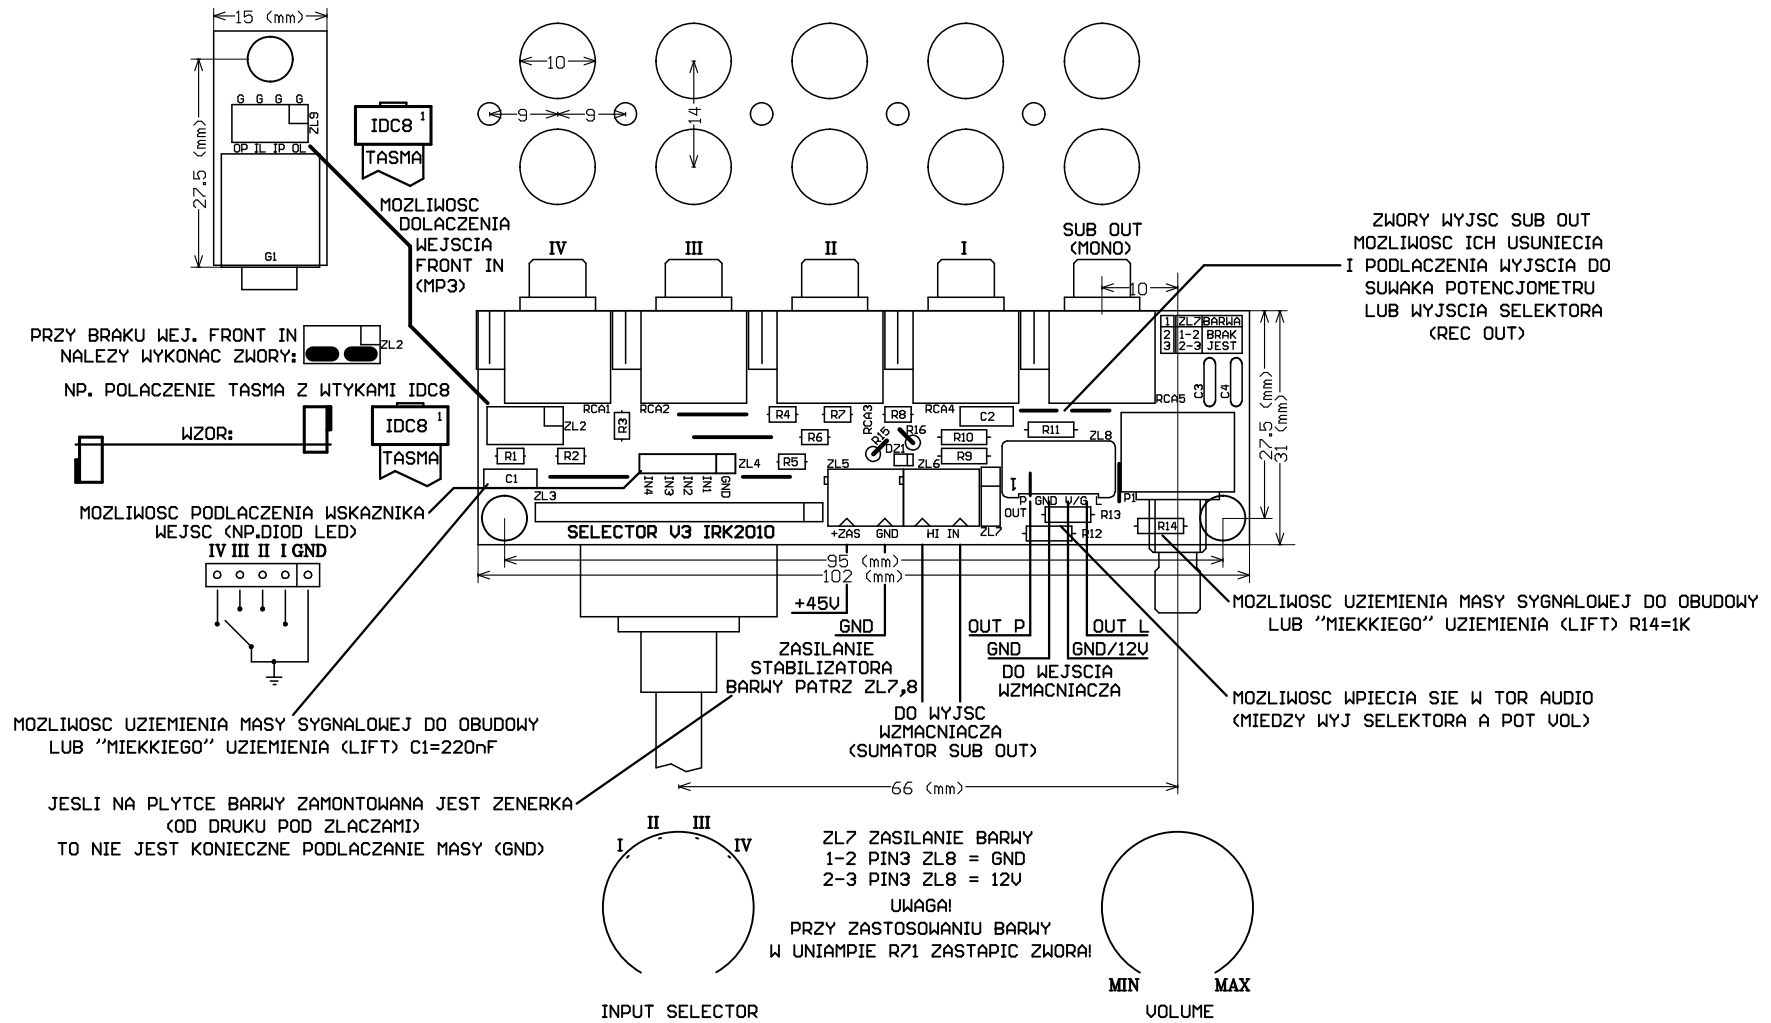 15 (mm)
27.5 (mm)
G G G G
ZL9
OP IL IP OL
G1
IDC8 1
TASMA
10
9
9
14
MOZLIWOSC
DOLACZENIA
WEJSCIA
FRONT IN
(MP3)
IV
III
II
I
SUB OUT
(MONO)
10
ZWORY WYJSC SUB OUT
MOZLIWOSC ICH USUNIECIA
I PODLACZENIA WYJSCIA DO
SUWAKA POTENCJOMETRU
LUB WYJSCIA SELEKTORA
(REC OUT)
PRZY BRAKU WEJ. FRONT IN
NALEZY WYKONAC ZWORY:
ZL2
NP. POLACZENIE TASMA Z WTYKAMI IDC8
WZOR:
IDC8 1
TASMA
1 ZL7 BARWA
2 1-2 BRAK
3 2-3 JEST
C3
C4
27.5 (mm)
31 (mm)
RCA1
RCA2
RCA3
RCA4
RCA5
ZL2
R3
R4
R7
R8
C2
R11
ZL8
R6
R15
R16
R10
R1
R2
R5
DZ1
R9
C1
ZL4
ZL5
ZL6
IN4
IN3
IN2
IN1
GND
1
P GND V/G L
P1
OUT
ZL3
SELECTOR V3 IRK2010
+ZAS
GND
HI IN
ZL7
R13
R12
R14
MOZLIWOSC PODLACZENIA WSKAZNIKA
WEJSC (NP.DIOD LED)
IV III II I GND
95 (mm)
102 (mm)
+45V
GND
ZASILANIE
STABILIZATORA
BARWY PATRZ ZL7,8
OUT P
OUT L
GND
GND/12V
DO WEJSCIA
WZMACNIACZA
DO WYJSC
WZMACNIACZA
(SUMATOR SUB OUT)
MOZLIWOSC UZIEMIENIA MASY SYGNALOWEJ DO OBUDOWY
LUB "MIEKKIEGO" UZIEMIENIA (LIFT) R14=1K
MOZLIWOSC WPIECIA SIE W TOR AUDIO
(MIEDZY WYJ SELEKTORA A POT VOL)
MOZLIWOSC UZIEMIENIA MASY SYGNALOWEJ DO OBUDOWY
LUB "MIEKKIEGO" UZIEMIENIA (LIFT) C1=220nF
66 (mm)
JESLI NA PLYTCE BARWY ZAMONTOWANA JEST ZENERKA
(OD DRUKU POD ZLACZAMI)
TO NIE JEST KONIECZNE PODLACZANIE MASY (GND)
I
II
III
IV
INPUT SELECTOR
ZL7 ZASILANIE BARWY
1-2 PIN3 ZL8 = GND
2-3 PIN3 ZL8 = 12V
UWAGA!
PRZY ZASTOSOWANIU BARWY
W UNIAMPIE R71 ZASTAPIC ZWORA!
MIN
MAX
VOLUME